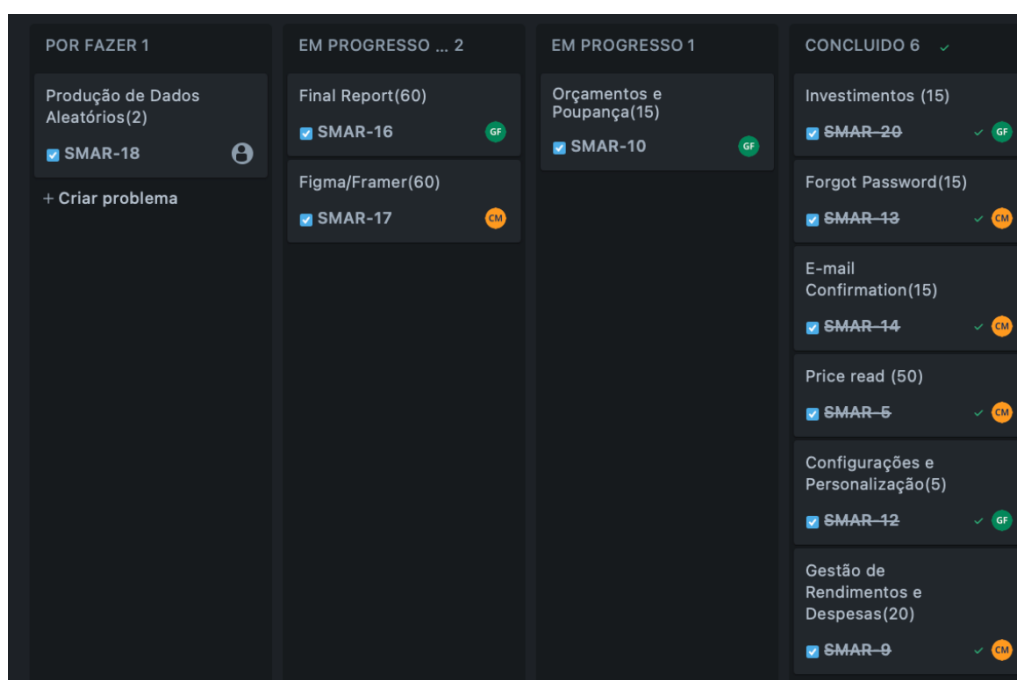 POR FAZER 1
Produção de Dados
Aleatórios(2)
SMAR-18
+ Criar problema
EM PROGRESSO ... 2
Final Report(60)
SMAR-16
GF
Figma/Framer(60)
SMAR-17
CM
EM PROGRESSO 1
Orçamentos e
Poupança(15)
SMAR-10
GF
CONCLUIDO 6
Investimentos (15)
SMAR-20
GF
Forgot Password(15)
SMAR-13
CM
E-mail
Confirmation(15)
SMAR-14
CM
Price read (50)
SMAR-5
CM
Configurações e
Personalização(5)
SMAR-12
GF
Gestão de
Rendimentos e
Despesas(20)
SMAR-9
CM